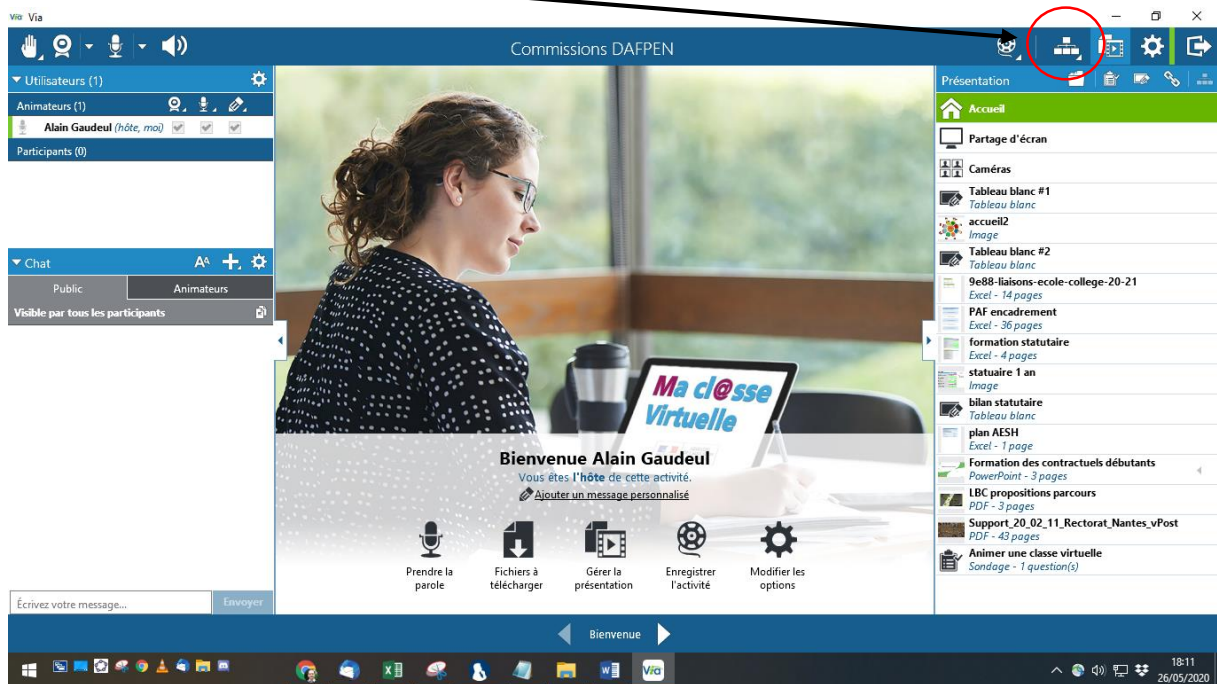 Via Via
Commissions DAFPEN
Utilisateurs (1)
Animateurs (1)
Alain Gaudeul (hôte, moi)
Participants (0)
Chat
Public Animateurs
Visible par tous les participants
Écrivez votre message... Envoyer
Ma cl@sse
Virtuelle
Bienvenue Alain Gaudeul
Vous êtes l'hôte de cette activité.
Ajouter un message personnalisé
Prendre la
parole
Fichiers à
télécharger
Gérer la
présentation
Enregistrer
l'activité
Modifier les
options
Présentation
Accueil
Partage d'écran
Caméras
Tableau blanc #1
Tableau blanc
accueil2
Image
Tableau blanc #2
Tableau blanc
9e88-liaisons-ecole-college-20-21
Excel - 14 pages
PAF encadrement
Excel - 36 pages
formation statutaire
Excel - 4 pages
statuaire 1 an
Image
bilan statutaire
Tableau blanc
plan AESH
Excel - 1 page
Formation des contractuels débutants
PowerPoint - 3 pages
LBC propositions parcours
PDF - 3 pages
Support_20_02_11_Rectorat_Nantes_vPost
PDF - 43 pages
Animer une classe virtuelle
Sondage - 1 question(s)
Bienvenue
Via
18:11
26/05/2020